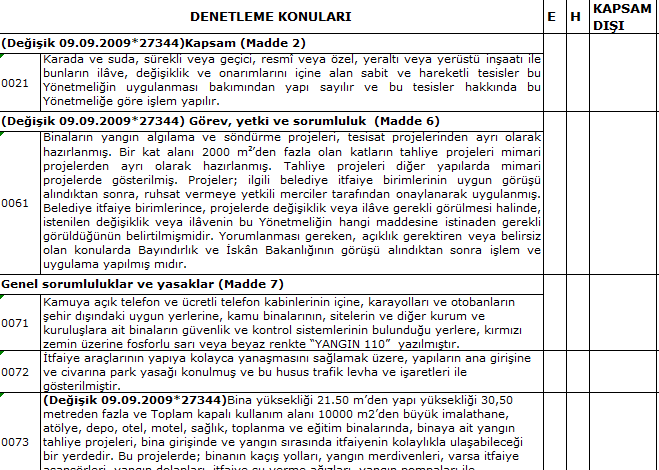 DENETLEME KONULARI E H KAPSAM DIŞI
(Değişik 09.09.2009*27344)Kapsam (Madde 2)
0021
Karada ve suda, sürekli veya geçici, resmî veya özel, yeraltı veya yerüstü inşaatı ile
bunların ilâve, değişiklik ve onarımlarını içine alan sabit ve hareketli tesisler bu
Yönetmeliğin uygulanması bakımından yapı sayılır ve bu tesisler hakkında bu
Yönetmeliğe göre işlem yapılır.
(Değişik 09.09.2009*27344) Görev, yetki ve sorumluluk (Madde 6)
0061
Binaların yangın algılama ve söndürme projeleri, tesisat projelerinden ayrı olarak
hazırlanmış. Bir kat alanı 2000 m²’den fazla olan katların tahliye projeleri mimari
projelerden ayrı olarak hazırlanmış. Tahliye projeleri diğer yapılarda mimari
projelerde gösterilmiş. Projeler; ilgili belediye itfaiye birimlerinin uygun görüşü
alındıktan sonra, ruhsat vermeye yetkili merciler tarafından onaylanarak uygulanmış.
Belediye itfaiye birimlerince, projelerde değişiklik veya ilâve gerekli görülmesi halinde,
istenilen değişiklik veya ilâvenin bu Yönetmeliğin hangi maddesine istinaden gerekli
görüldüğünün belirtilmişmidir. Yorumlanması gereken, açıklık gerektiren veya belirsiz
olan konularda Bayındırlık ve İskân Bakanlığının görüşü alındıktan sonra işlem ve
uygulama yapılmış mıdır.
Genel sorumluluklar ve yasaklar (Madde 7)
0071
Kamuya açık telefon ve ücretli telefon kabinlerinin içine, karayolları ve otobanların
şehir dışındaki uygun yerlerine, kamu binalarının, sitelerin ve diğer kurum ve
kuruluşlara ait binaların güvenlik ve kontrol sistemlerinin bulunduğu yerlere, kırmızı
zemin üzerine fosforlu sarı veya beyaz renkte “YANGIN 110” yazılmıştır.
0072
İtfaiye araçlarının yapıya kolayca yanaşmasını sağlamak üzere, yapıların ana girişine
ve civarına park yasağı konulmuş ve bu husus trafik levha ve işaretleri ile
gösterilmiştir.
0073
(Değişik 09.09.2009*27344)Bina yüksekliği 21.50 m’den yapı yüksekliği 30,50
metreden fazla ve Toplam kapalı kullanım alanı 10000 m2’den büyük imalathane,
atölye, depo, otel, motel, sağlık, toplanma ve eğitim binalarında, binaya ait yangın
tahliye projeleri, bina girişinde ve yangın sırasında itfaiyenin kolaylıkla ulaşabileceği
bir yerdedir. Bu projelerde; binanın kaçış yolları, yangın merdivenleri, varsa itfaiye
asansörleri, yangın dolapları, itfaiye su verme ağızları, yangın pompaları ile